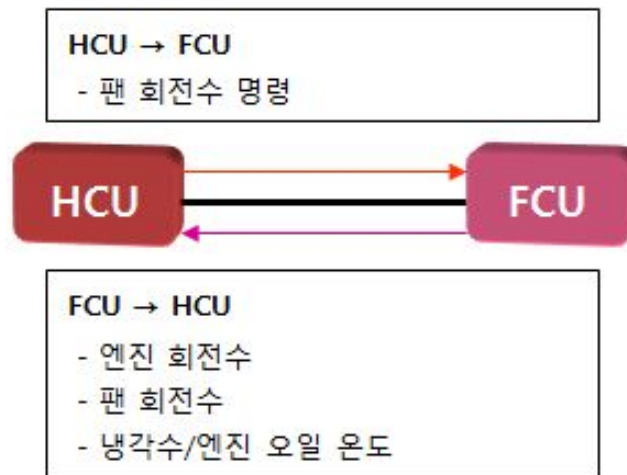 HCU → FCU
- 팬 회전수 명령
HCU
FCU
FCU → HCU
- 엔진 회전수
- 팬 회전수
- 냉각수/엔진 오일 온도